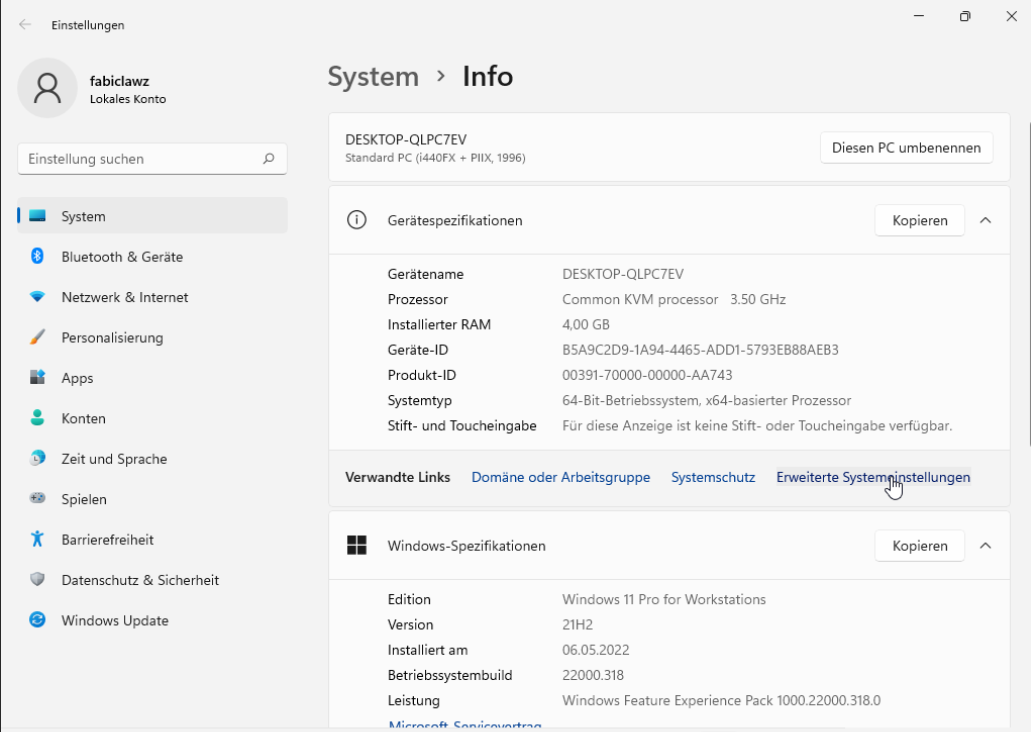 Einstellungen
fabiclawz
Lokales Konto
Einstellung suchen
System
Bluetooth & Geräte
Netzwerk & Internet
Personalisierung
Apps
Konten
Zeit und Sprache
Spielen
Barrierefreiheit
Datenschutz & Sicherheit
Windows Update
System > Info
DESKTOP-QLPC7EV
Standard PC (i440FX + PIIX, 1996)
Diesen PC umbenennen
Gerätespezifikationen
Kopieren
Gerätename DESKTOP-QLPC7EV
Prozessor Common KVM processor 3.50 GHz
Installierter RAM 4,00 GB
Geräte-ID B5A9C2D9-1A94-4465-ADD1-5793EB88AEB3
Produkt-ID 00391-70000-00000-AA743
Systemtyp 64-Bit-Betriebssystem, x64-basierter Prozessor
Stift- und Toucheingabe Für diese Anzeige ist keine Stift- oder Toucheingabe verfügbar.
Verwandte Links Domäne oder Arbeitsgruppe Systemschutz Erweiterte Systemeinstellungen
Windows-Spezifikationen
Kopieren
Edition Windows 11 Pro for Workstations
Version 21H2
Installiert am 06.05.2022
Betriebssystembuild 22000.318
Leistung Windows Feature Experience Pack 1000.22000.318.0
Microsoft-Servicevertrag